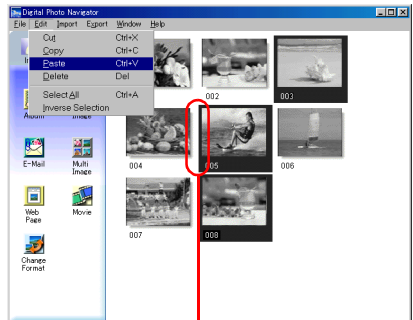 Digital Photo Navigator
File Edit Import Export Window Help
Cut Ctrl+X
Copy Ctrl+C
Paste Ctrl+V
Delete Del
Select All Ctrl+A
Inverse Selection
002
003
Album
Image
004
005
006
E-Mail
Multi
Image
007
008
Web
Page
Movie
Change
Format